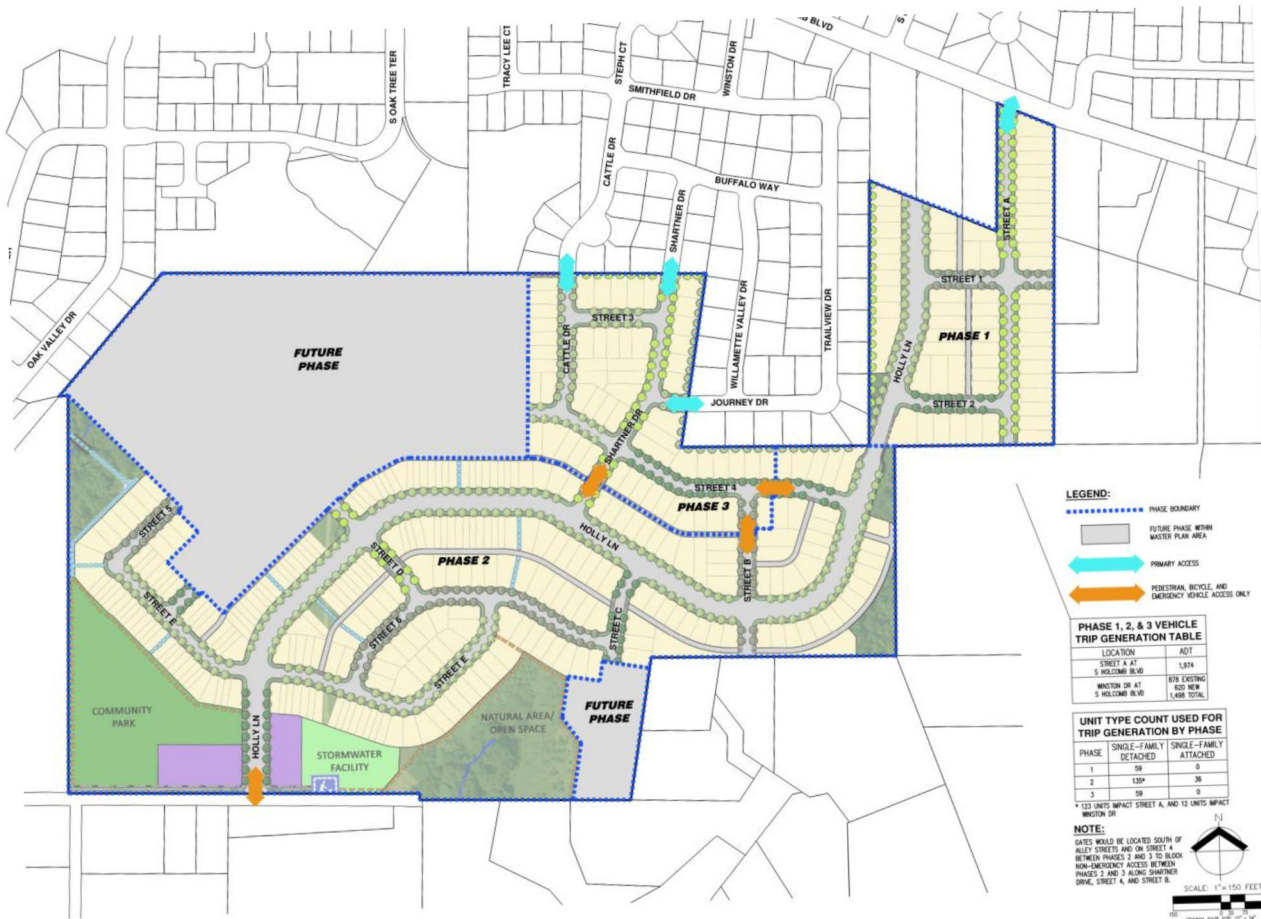 B BLVD
TRACY LEE CT
STEPH CT
WINSTON DR
S OAK TREE TER
SMITHFIELD DR
CATTLE DR
BUFFALO WAY
SHARTNER DR
STREET A
STREET 1
OAK VALLEY DR
WILLAMETTE VALLEY DR
TRAILVIEW DR
STREET 3
PHASE 1
FUTURE
PHASE
CATTLE DR
HOLLY LN
JOURNEY DR
STREET 2
SHARTNER DR
STREET 4
PHASE 3
STREET 5
HOLLY LN
STREET D
PHASE 2
STREET B
STREET E
STREET 6
STREET C
STREET E
COMMUNITY
PARK
HOLLY LN
NATURAL AREA/
OPEN SPACE
FUTURE
PHASE
STORMWATER
FACILITY
LEGEND:
PHASE BOUNDARY
FUTURE PHASE WITHIN
MASTER PLAN AREA
PRIMARY ACCESS
PEDESTRIAN, BICYCLE, AND
EMERGENCY VEHICLE ACCESS ONLY
PHASE 1, 2, & 3 VEHICLE
TRIP GENERATION TABLE
LOCATION ADT
STREET A AT
S HOLCOMB BLVD 1,974
WINSTON DR AT
S HOLCOMB BLVD 878 EXISTING
620 NEW
1,498 TOTAL
UNIT TYPE COUNT USED FOR
TRIP GENERATION BY PHASE
PHASE SINGLE-FAMILY DETACHED SINGLE-FAMILY ATTACHED
1 59 0
2 135* 36
3 59 0
* 123 UNITS IMPACT STREET A, AND 12 UNITS IMPACT
WINSTON DR
NOTE:
GATES WOULD BE LOCATED SOUTH OF
ALLEY STREETS AND ON STREET 4
BETWEEN PHASES 2 AND 3 TO BLOCK
NON-EMERGENCY ACCESS BETWEEN
PHASES 2 AND 3 ALONG SHARTNER
DRIVE, STREET 4, AND STREET B.
N
SCALE: 1"=150 FEET
150 0 30 75